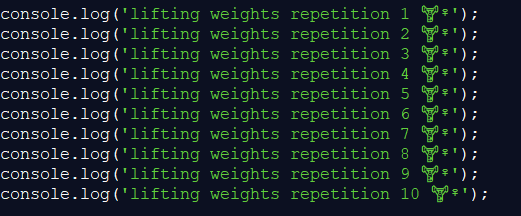 console.log('lifting weights repetition 1 🏋♀');
console.log('lifting weights repetition 2 🏋♀');
console.log('lifting weights repetition 3 🏋♀');
console.log('lifting weights repetition 4 🏋♀');
console.log('lifting weights repetition 5 🏋♀');
console.log('lifting weights repetition 6 🏋♀');
console.log('lifting weights repetition 7 🏋♀');
console.log('lifting weights repetition 8 🏋♀');
console.log('lifting weights repetition 9 🏋♀');
console.log('lifting weights repetition 10 🏋♀');